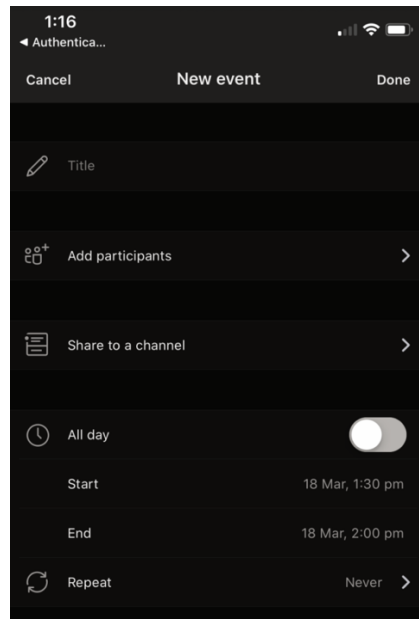 1:16
◄ Authentica...
Cancel New event Done
Title
Add participants
Share to a channel
All day
Start 18 Mar, 1:30 pm
End 18 Mar, 2:00 pm
Repeat Never